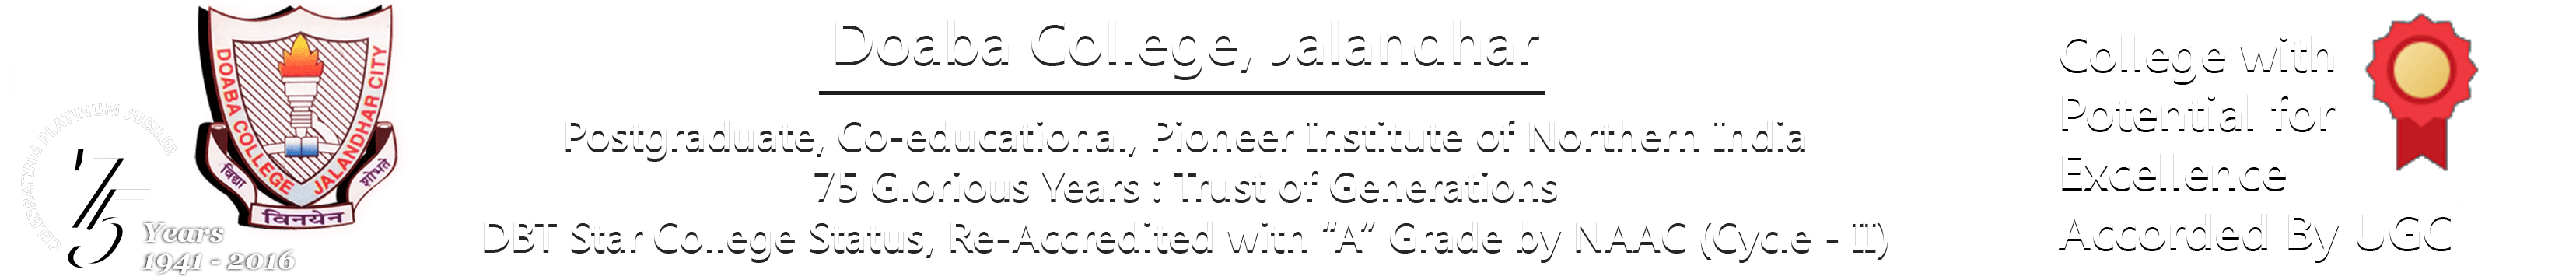 CELEBRATING PLATINUM JUBILEE
75
Years
1941 - 2016
DOABA COLLEGE JALANDHAR CITY
विद्या
विनयेन
शोभते
Doaba College, Jalandhar
Postgraduate, Co-educational, Pioneer Institute of Northern India
75 Glorious Years : Trust of Generations
DBT Star College Status, Re-Accredited with “A” Grade by NAAC (Cycle - II)
College with
Potential for
Excellence
Accorded By UGC